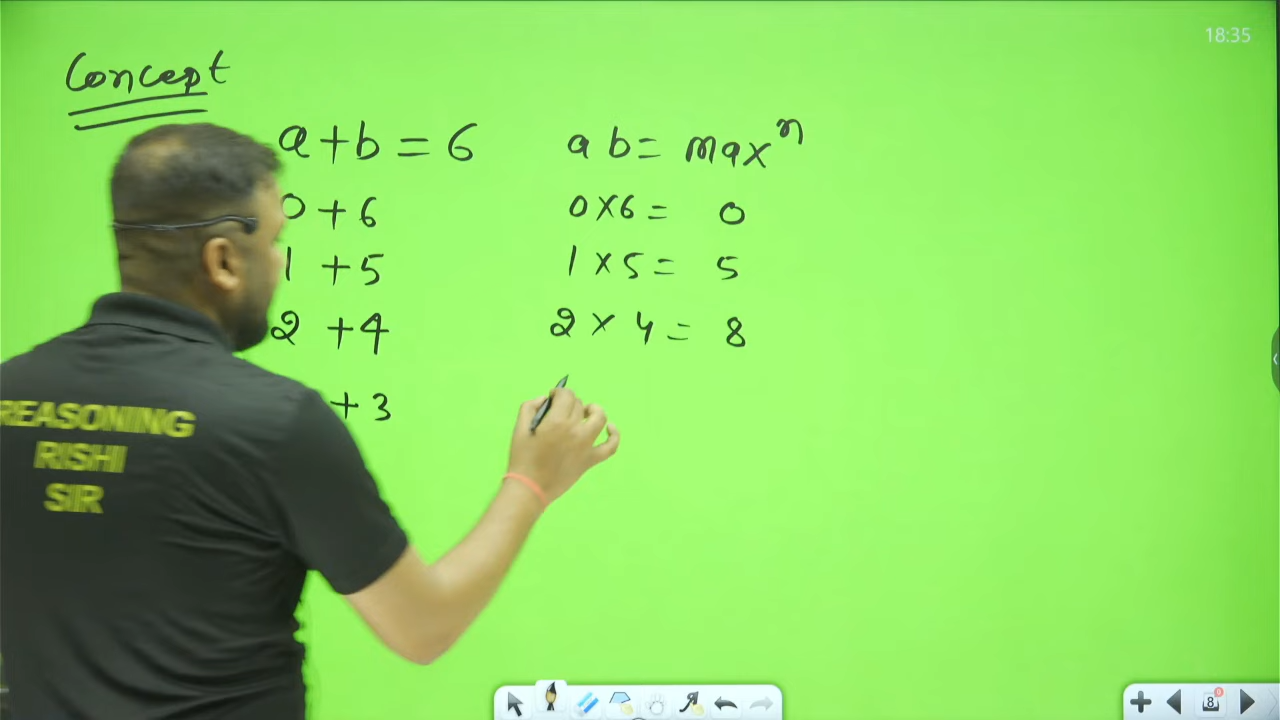 18:35
Concept
a+b = 6 ab = maxⁿ
0 + 6 0×6 = 0
1 + 5 1×5 = 5
2 + 4 2 × 4 = 8
+ 3
REASONING
RISHI
SIR
8